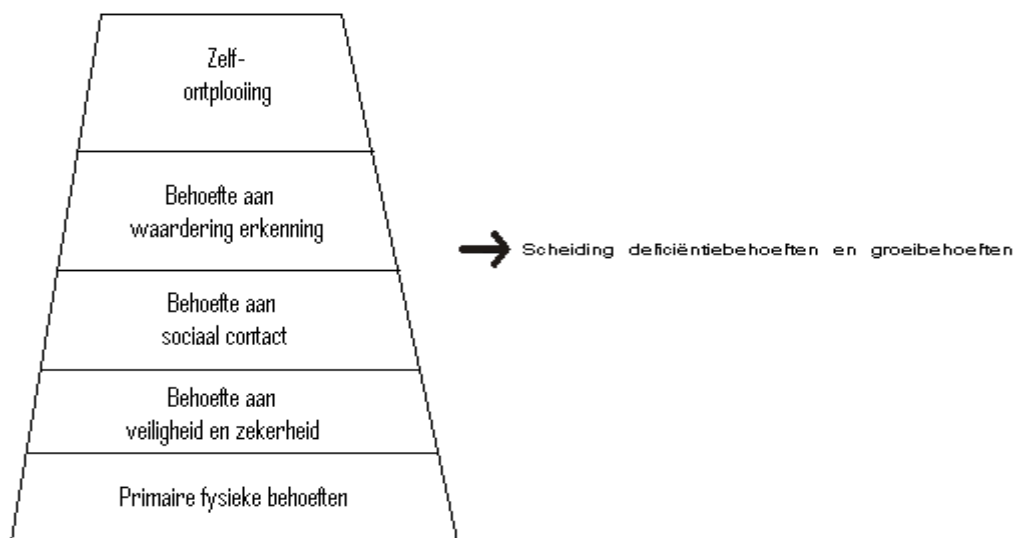 Zelf-
ontplooiing
Behoefte aan
waardering erkenning
Scheiding deficiëntiebehoeften en groeibehoeften
Behoefte aan
sociaal contact
Behoefte aan
veiligheid en zekerheid
Primaire fysieke behoeften